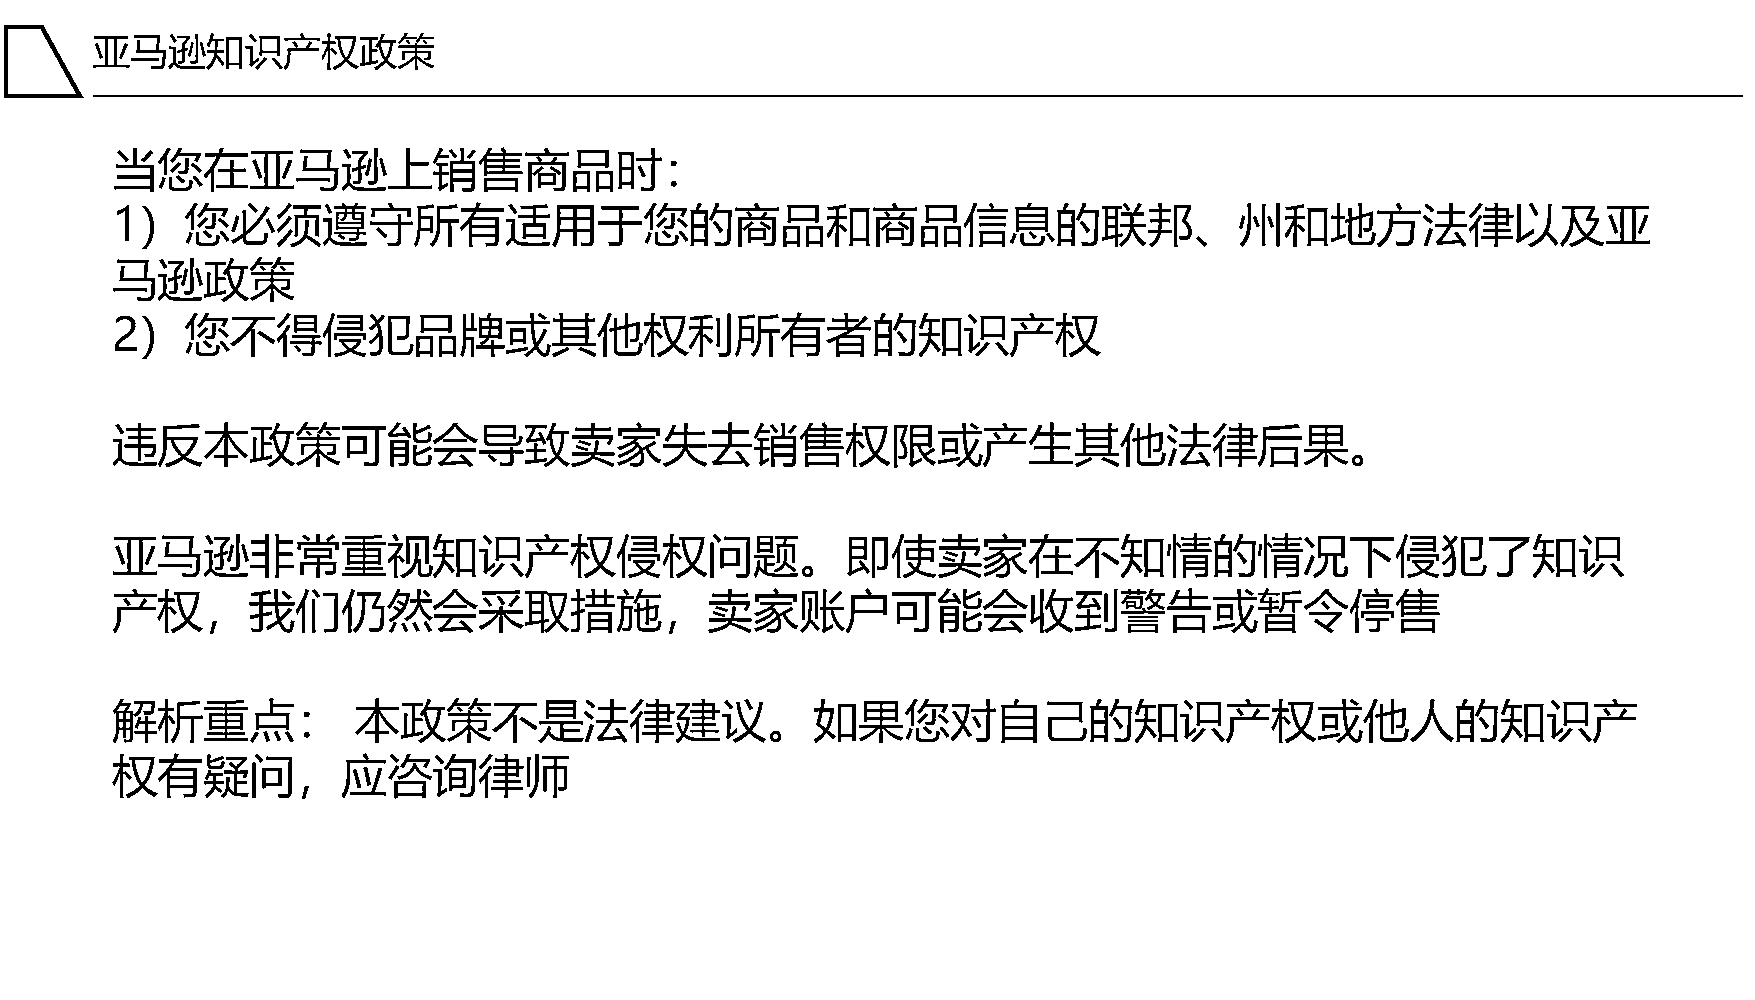 亚马逊知识产权政策
当您在亚马逊上销售商品时：
1）您必须遵守所有适用于您的商品和商品信息的联邦、州和地方法律以及亚
马逊政策
2）您不得侵犯品牌或其他权利所有者的知识产权
违反本政策可能会导致卖家失去销售权限或产生其他法律后果。
亚马逊非常重视知识产权侵权问题。即使卖家在不知情的情况下侵犯了知识
产权，我们仍然会采取措施，卖家账户可能会收到警告或暂令停售
解析重点： 本政策不是法律建议。如果您对自己的知识产权或他人的知识产
权有疑问，应咨询律师